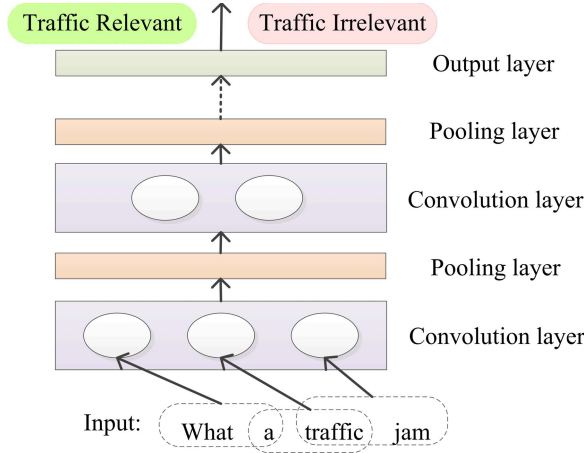 Traffic Relevant
Traffic Irrelevant
Output layer
Pooling layer
Convolution layer
Pooling layer
Convolution layer
Input: What a traffic jam